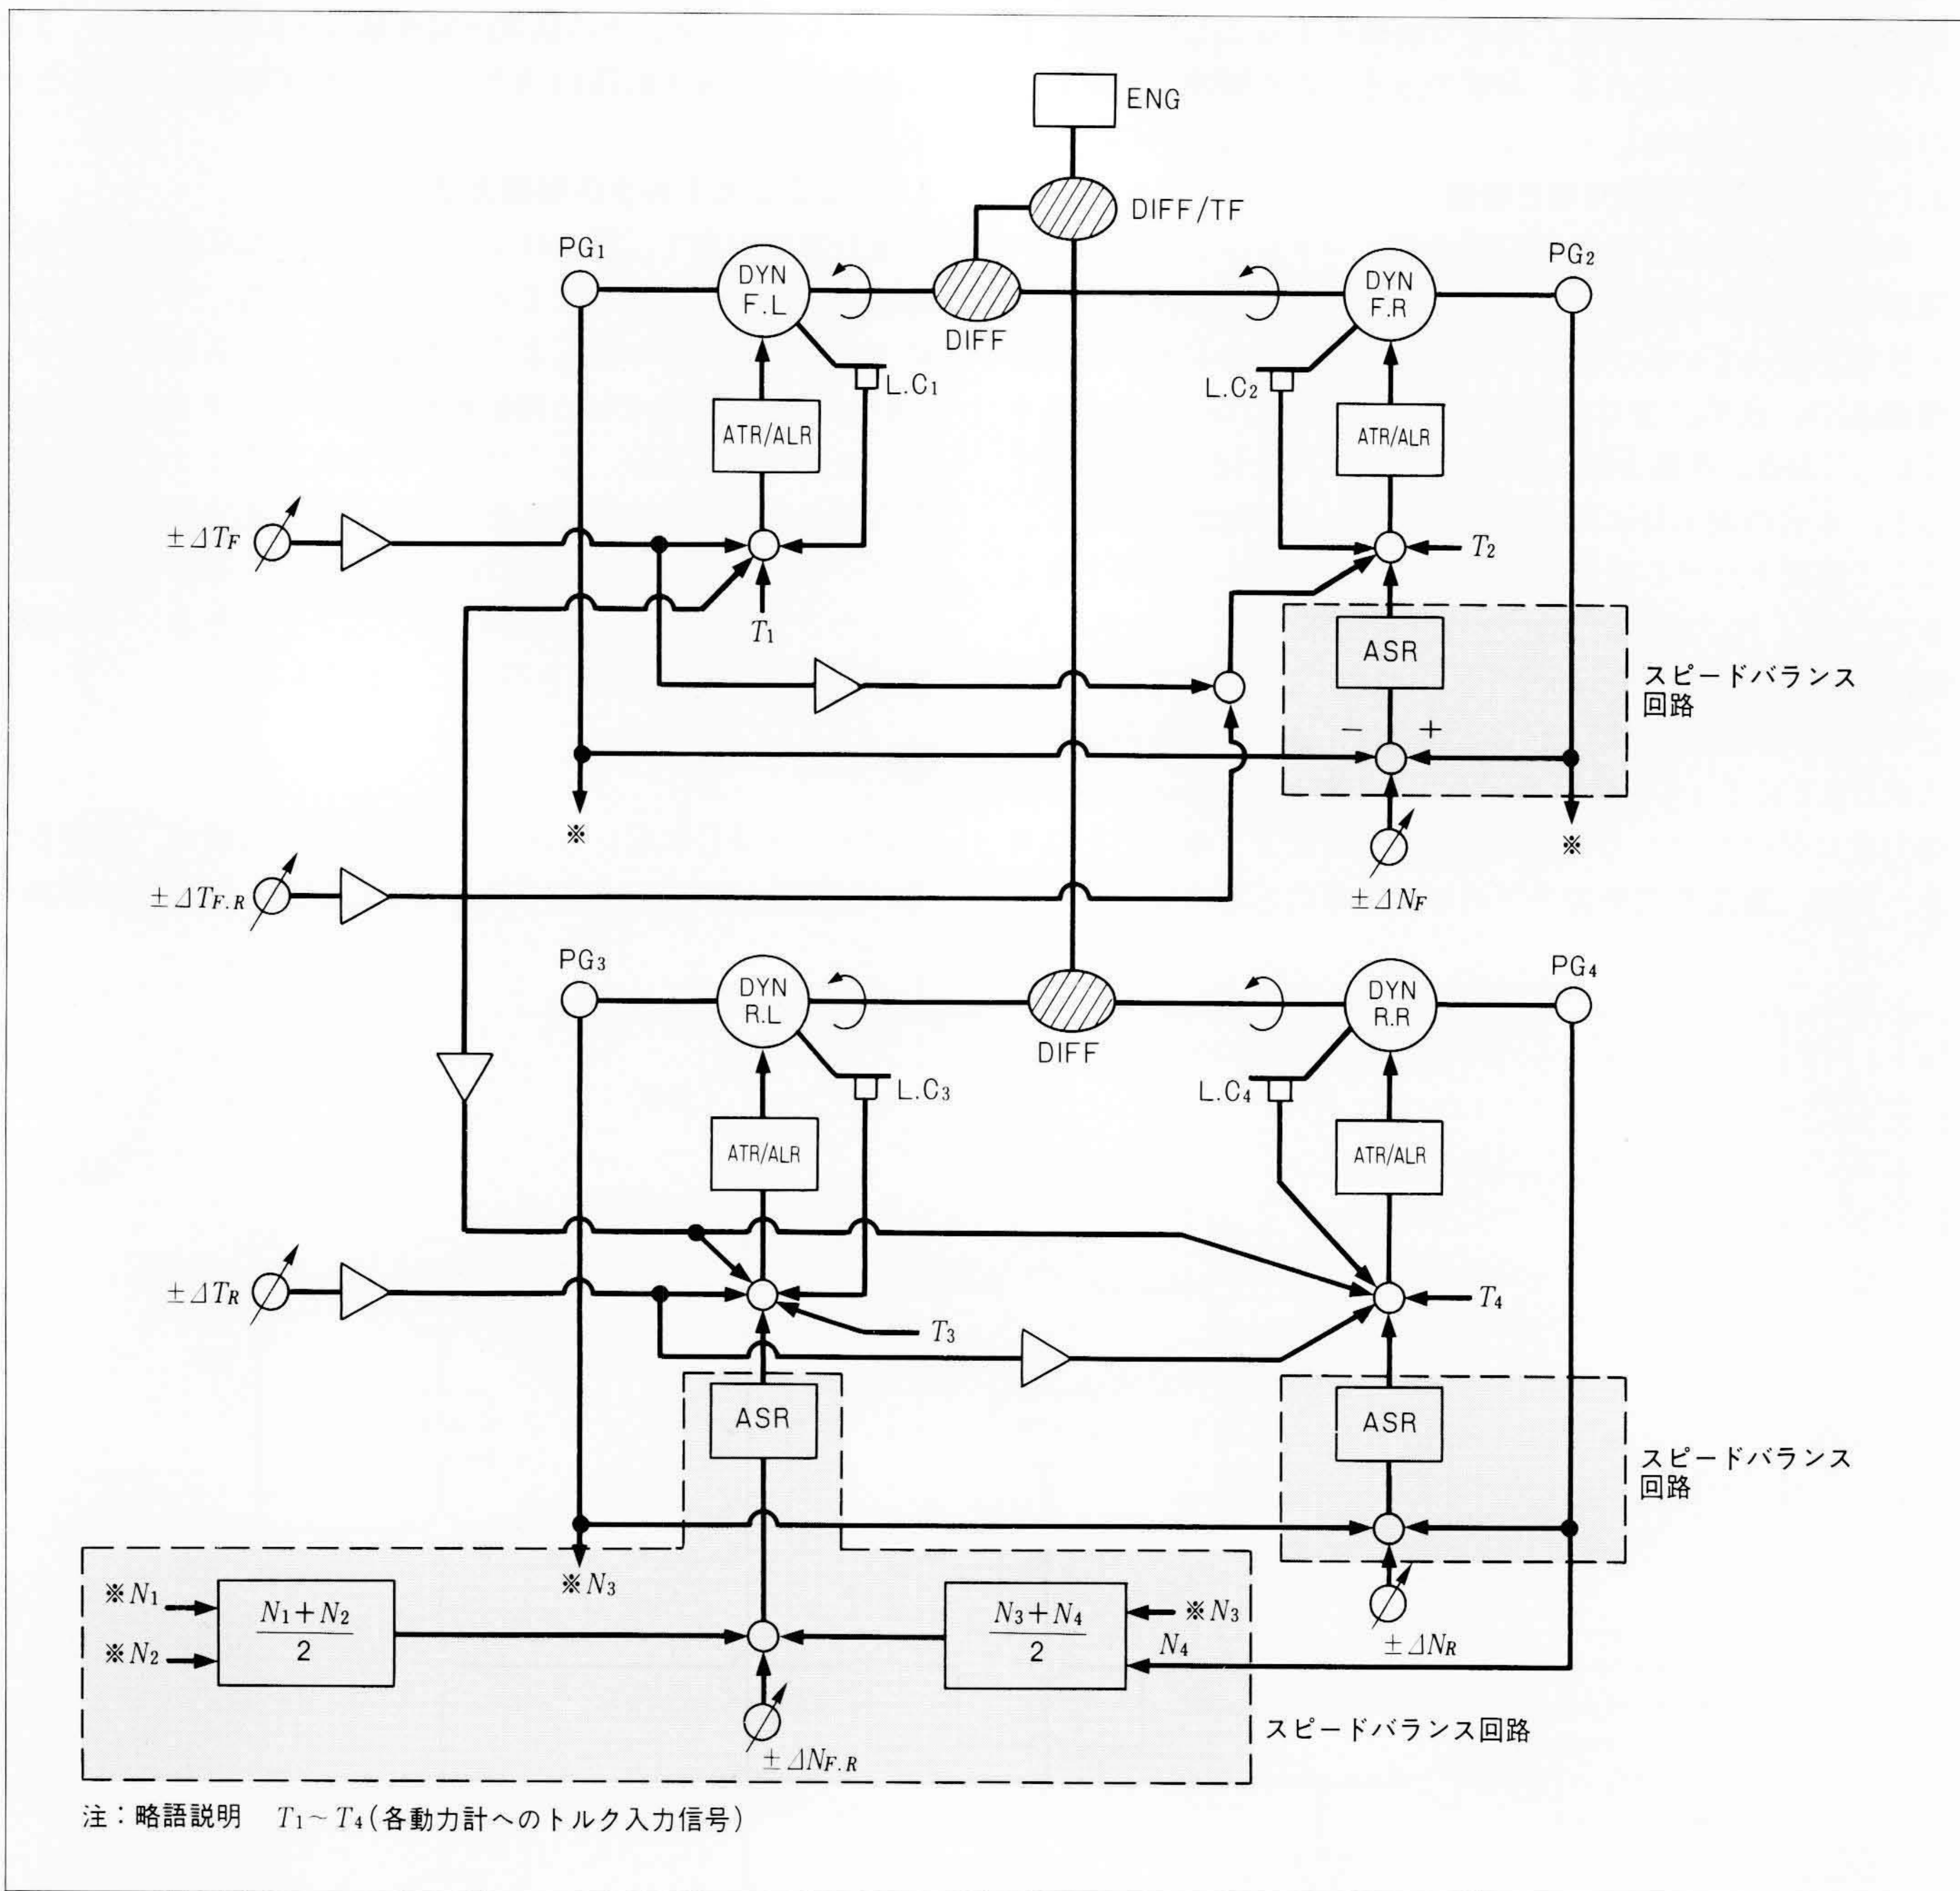 ENG
DIFF/TF
PG1
DYN
F.L
DIFF
DYN
F.R
PG2
L.C1
L.C2
ATR/ALR
ATR/ALR
±ΔTF
T1
T2
ASR
スピードバランス
回路
− +
※
※
±ΔTF.R
±ΔNF
PG3
DYN
R.L
DIFF
DYN
R.R
PG4
L.C3
L.C4
ATR/ALR
ATR/ALR
±ΔTR
T3
T4
ASR
ASR
スピードバランス
回路
※N3
※N1
※N2
N1+N2
2
N3+N4
2
※N3
N4
±ΔNR
±ΔNF.R
スピードバランス回路
注：略語説明 T1～T4(各動力計へのトルク入力信号)